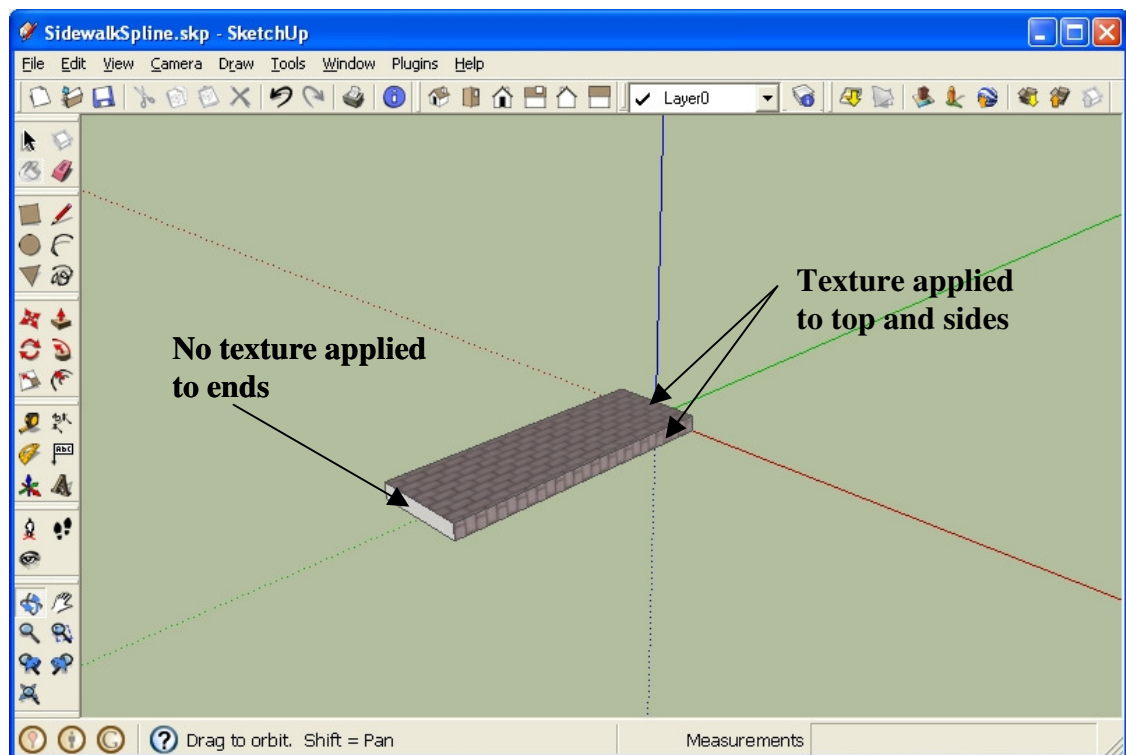 SidewalkSpline.skp - SketchUp
File Edit View Camera Draw Tools Window Plugins Help
Layer0
Texture applied
to top and sides
No texture applied
to ends
Abc
Drag to orbit. Shift = Pan
Measurements